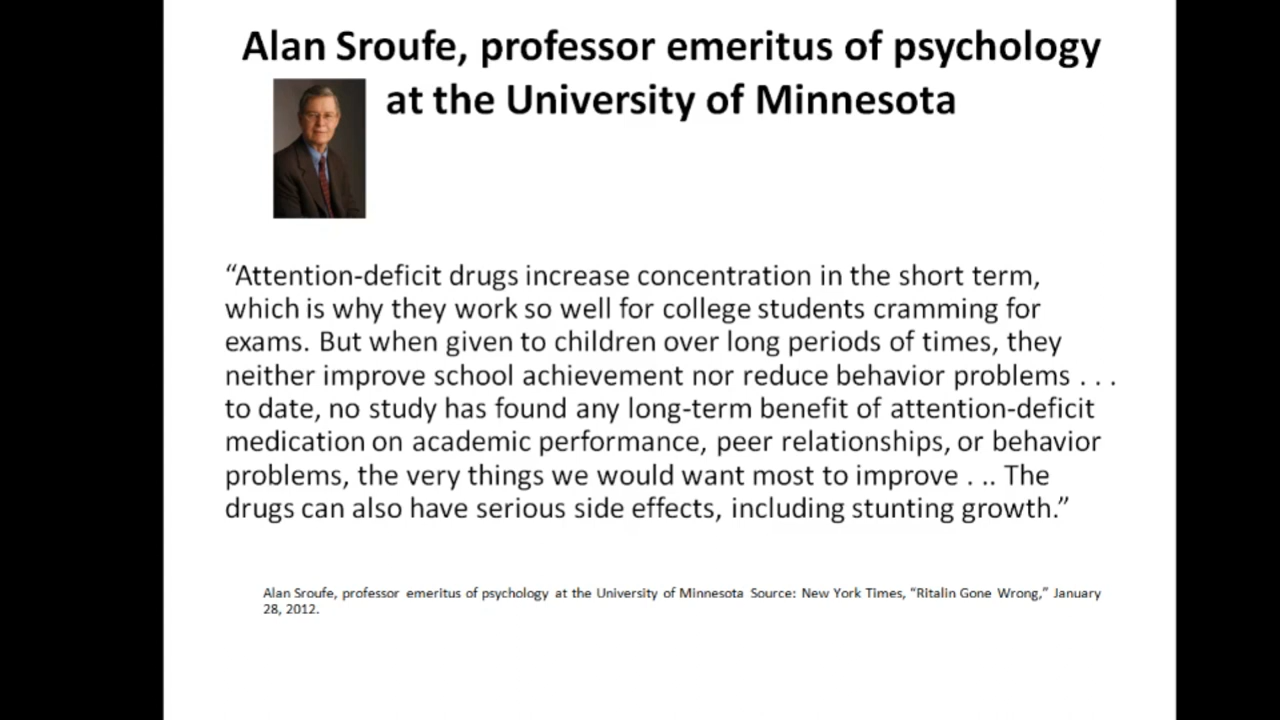 Alan Sroufe, professor emeritus of psychology
at the University of Minnesota
“Attention-deficit drugs increase concentration in the short term,
which is why they work so well for college students cramming for
exams. But when given to children over long periods of times, they
neither improve school achievement nor reduce behavior problems . . .
to date, no study has found any long-term benefit of attention-deficit
medication on academic performance, peer relationships, or behavior
problems, the very things we would want most to improve . .. The
drugs can also have serious side effects, including stunting growth.”
Alan Sroufe, professor emeritus of psychology at the University of Minnesota Source: New York Times, “Ritalin Gone Wrong,” January
28, 2012.